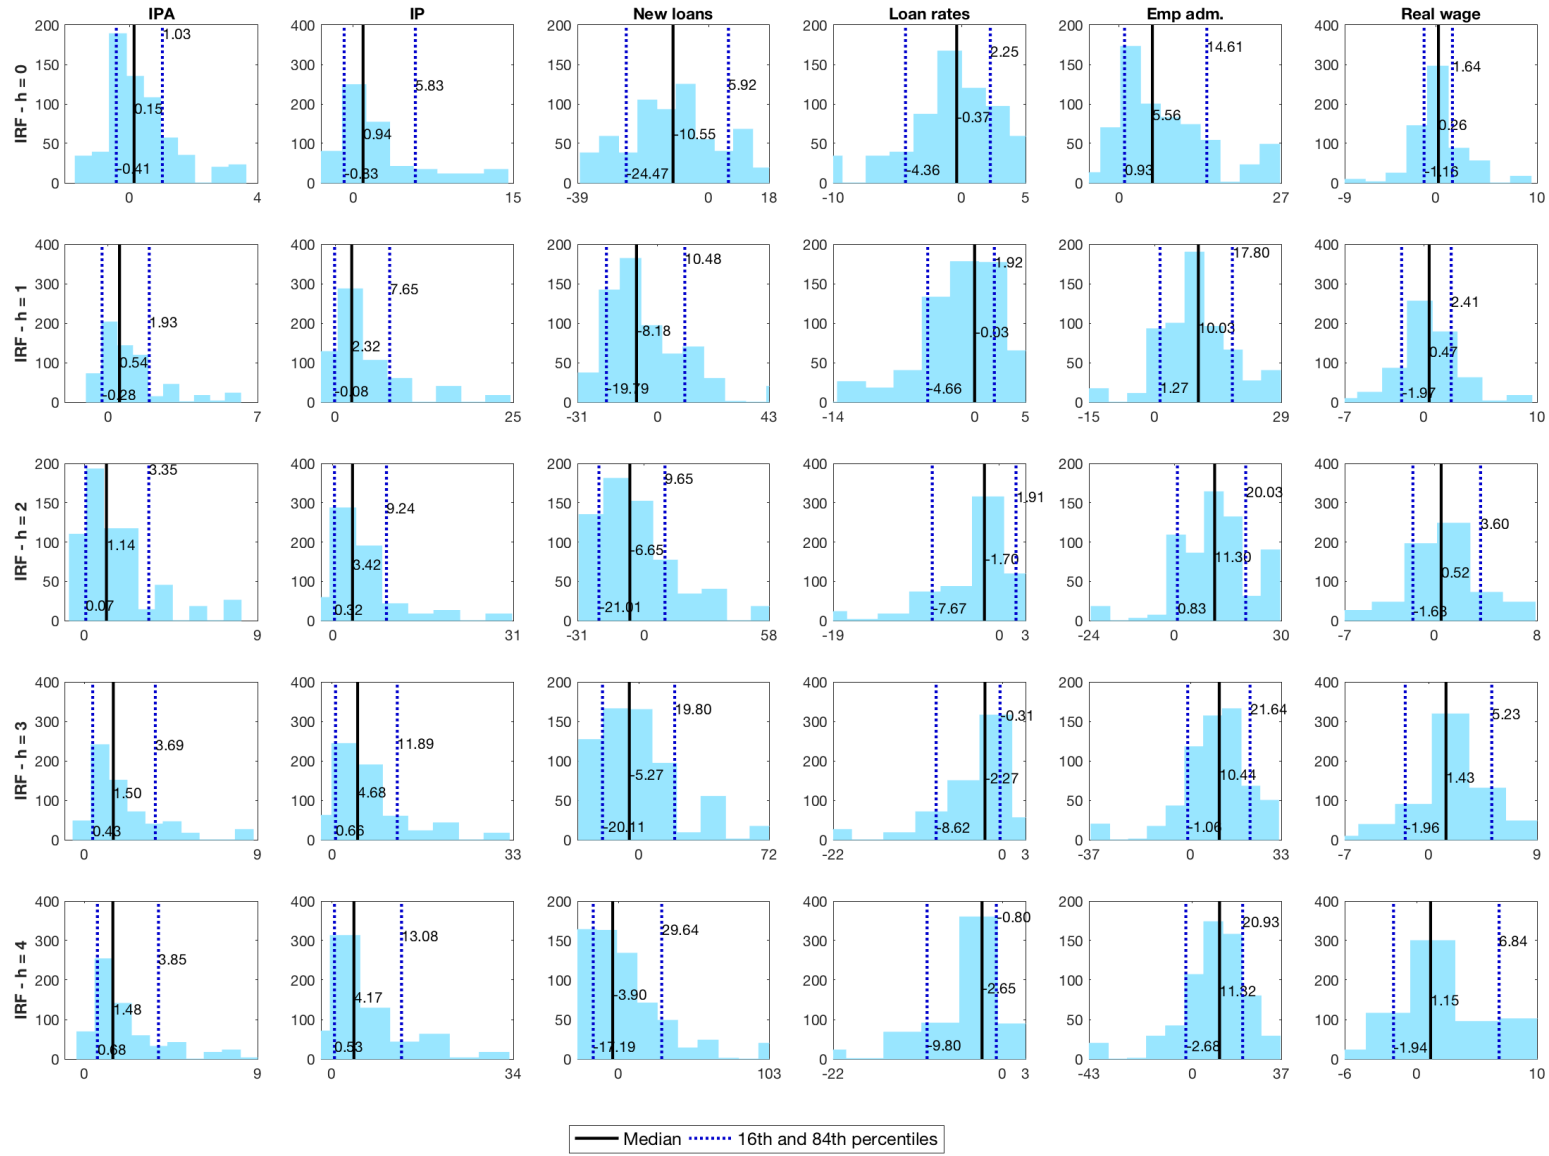 IPA IP New loans Loan rates Emp adm. Real wage
IRF - h = 0
200 150 100 50 0
0 4
1.03
0.15
-0.41
400 300 200 100 0
0 15
5.83
0.94
-0.83
200 150 100 50 0
-39 0 18
5.92
-10.55
-24.47
200 150 100 50 0
-10 0 5
2.25
-0.37
-4.36
200 150 100 50 0
0 27
14.61
5.56
0.93
400 300 200 100 0
-9 0 10
1.64
0.26
-1.16
IRF - h = 1
400 300 200 100 0
0 7
1.93
0.54
-0.28
400 300 200 100 0
0 25
7.65
2.32
-0.08
200 150 100 50 0
-31 0 43
10.48
-8.18
-19.79
200 150 100 50 0
-14 0 5
1.92
-0.03
-4.66
200 150 100 50 0
-15 0 29
17.80
10.03
1.27
400 300 200 100 0
-7 0 10
2.41
0.47
-1.97
IRF - h = 2
200 150 100 50 0
0 9
3.35
1.14
0.07
400 300 200 100 0
0 31
9.24
3.42
0.32
200 150 100 50 0
-31 0 58
9.65
-6.65
-21.01
400 300 200 100 0
-19 0 3
1.91
-1.70
-7.67
200 150 100 50 0
-24 0 30
20.03
11.30
0.83
400 300 200 100 0
-7 0 8
3.60
0.52
-1.63
IRF - h = 3
400 300 200 100 0
0 9
3.69
1.50
0.43
400 300 200 100 0
0 33
11.89
4.68
0.66
200 150 100 50 0
0 72
19.80
-5.27
-20.11
400 300 200 100 0
-22 0 3
-0.31
-2.27
-8.62
200 150 100 50 0
-37 0 33
21.64
10.44
-1.06
400 300 200 100 0
-7 0 9
5.23
1.43
-1.96
IRF - h = 4
400 300 200 100 0
0 9
3.85
1.48
0.68
400 300 200 100 0
0 34
13.08
4.17
0.53
200 150 100 50 0
0 103
29.64
-3.90
-17.19
400 300 200 100 0
-22 0 3
-0.80
-2.65
-9.80
200 150 100 50 0
-43 0 37
20.93
11.32
-2.68
400 300 200 100 0
-6 0 10
6.84
1.15
-1.94
Median 16th and 84th percentiles